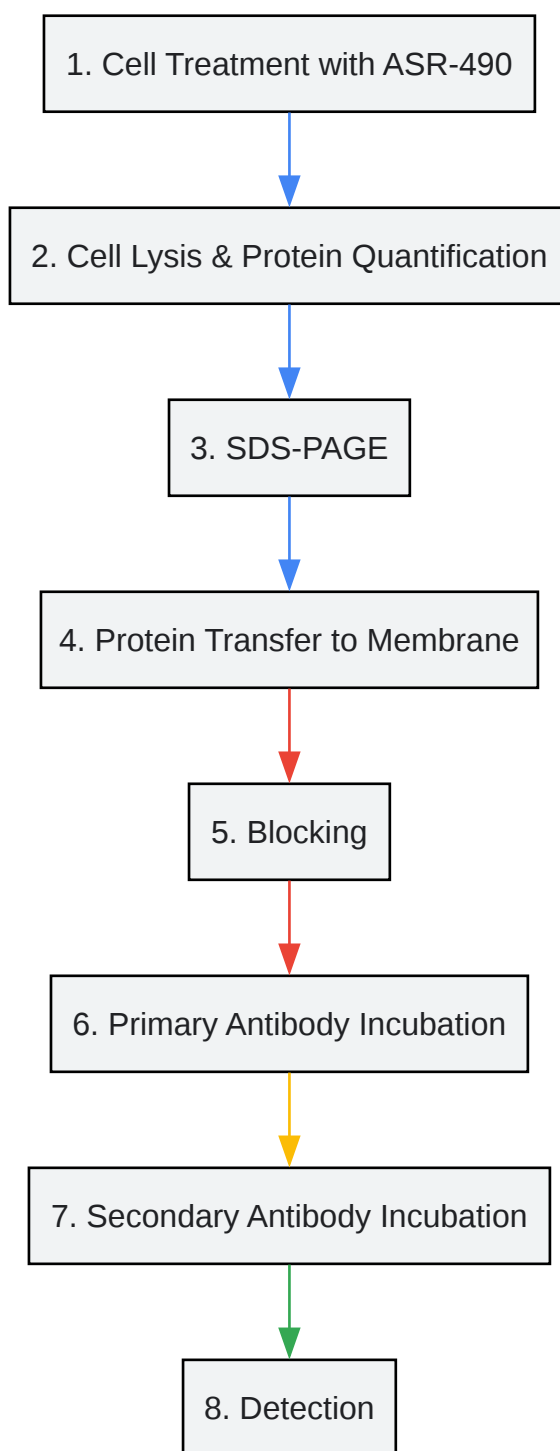 1. Cell Treatment with ASR-490
2. Cell Lysis & Protein Quantification
3. SDS-PAGE
4. Protein Transfer to Membrane
5. Blocking
6. Primary Antibody Incubation
7. Secondary Antibody Incubation
8. Detection